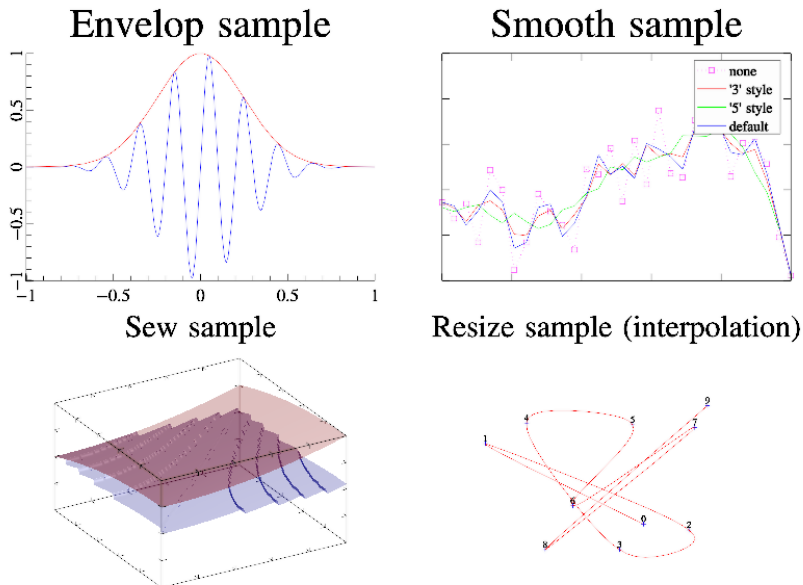 Envelop sample
Smooth sample
1
0.5
0
−0.5
−1
−1
−0.5
0
0.5
1
none
'3' style
'5' style
default
Sew sample
Resize sample (interpolation)
9
4
5
7
1
6
0
2
8
3